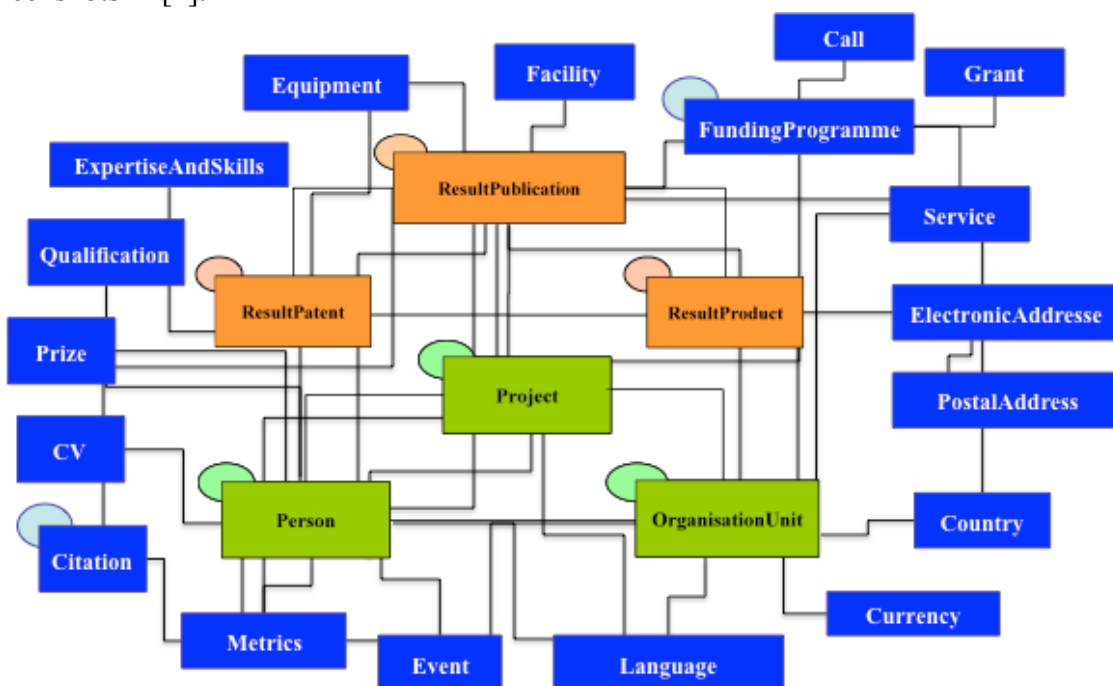 Call
Facility
Grant
Equipment
FundingProgramme
ExpertiseAndSkills
ResultPublication
Service
Qualification
ResultPatent
ResultProduct
ElectronicAddresse
Prize
Project
PostalAddress
CV
Person
OrganisationUnit
Country
Citation
Currency
Metrics
Event
Language